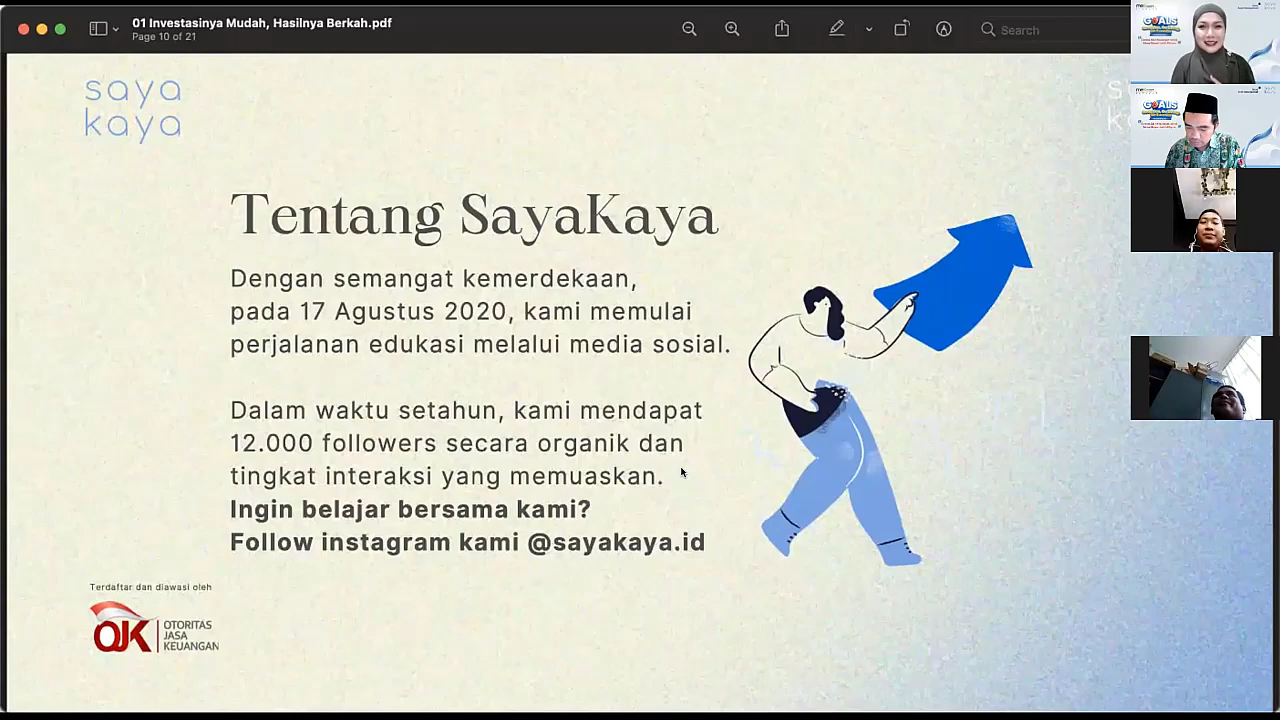 01 Investasinya Mudah, Hasilnya Berkah.pdf
Page 10 of 21
Search
saya
kaya
Tentang SayaKaya
Dengan semangat kemerdekaan,
pada 17 Agustus 2020, kami memulai
perjalanan edukasi melalui media sosial.
Dalam waktu setahun, kami mendapat
12.000 followers secara organik dan
tingkat interaksi yang memuaskan.
Ingin belajar bersama kami?
Follow instagram kami @sayakaya.id
Terdaftar dan diawasi oleh
OJK
OTORITAS
JASA
KEUANGAN
GOALS
GOALS